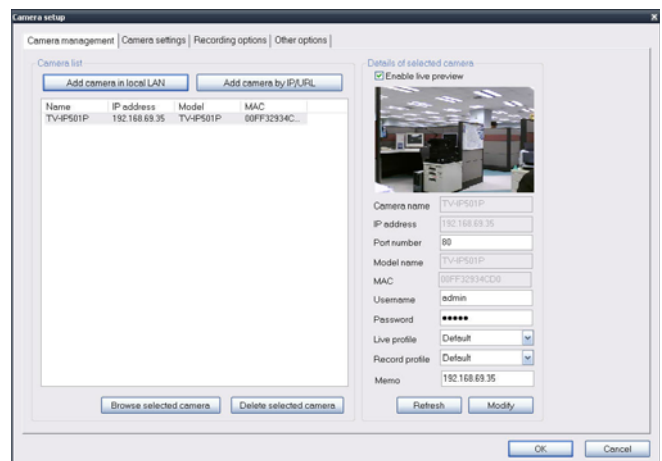 Camera setup
Camera management
Camera settings
Recording options
Other options
Camera list
Add camera in local LAN
Add camera by IP/URL
Name IP address Model MAC
TV-IP501P 192.168.69.35 TV-IP501P 00FF32934C...
Browse selected camera
Delete selected camera
Details of selected camera
Enable live preview
Camera name TV-IP501P
IP address 192.168.69.35
Port number 80
Model name TV-IP501P
MAC 00FF32934CD0
Username admin
Password •••••
Live profile Default
Record profile Default
Memo 192.168.69.35
Refresh
Modify
OK
Cancel